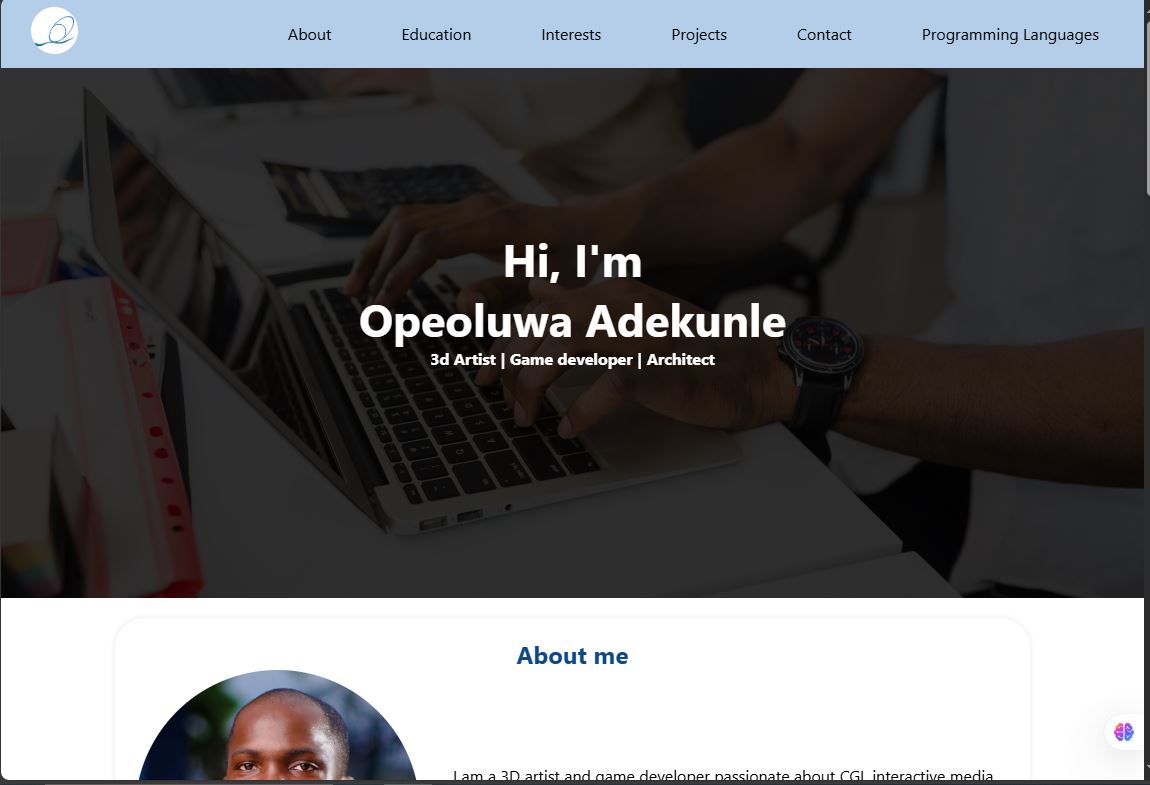 About Education Interests Projects Contact Programming Languages
Hi, I'm
Opeoluwa Adekunle
3d Artist | Game developer | Architect
About me
I am a 3D artist and game developer passionate about CGI, interactive media,